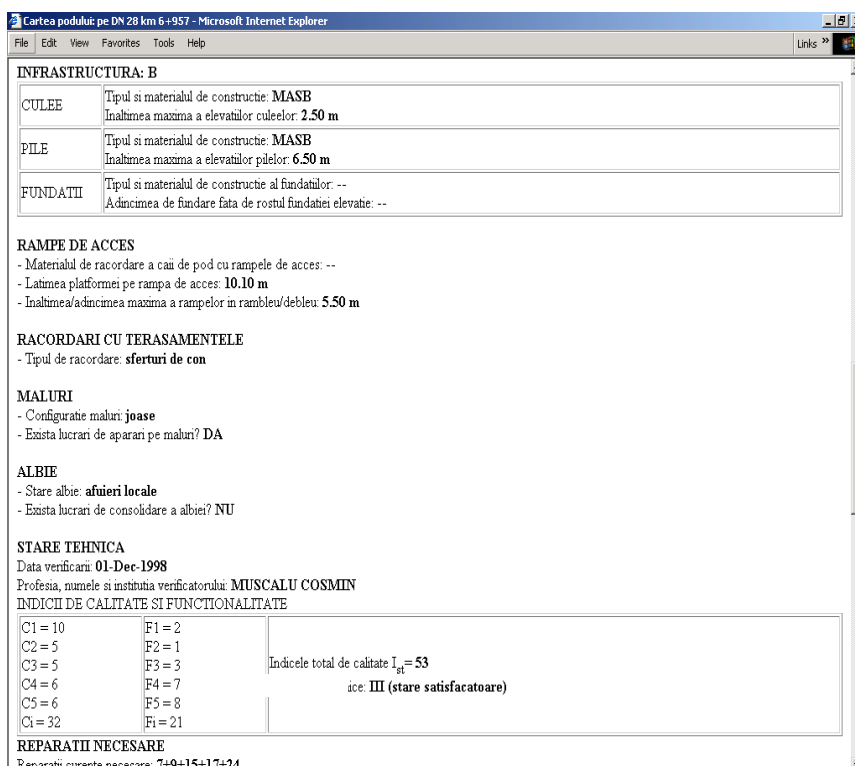 Cartea podului: pe DN 28 km 6+957 - Microsoft Internet Explorer
File Edit View Favorites Tools Help Links »
INFRASTRUCTURA: B
CULEE
Tipul si materialul de constructie: MASB
Inaltimea maxima a elevatiilor culeelor: 2.50 m
PILE
Tipul si materialul de constructie: MASB
Inaltimea maxima a elevatiilor pilelor: 6.50 m
FUNDATII
Tipul si materialul de constructie al fundatiilor: --
Adincimea de fundare fata de rostul fundatiei elevatie: --
RAMPE DE ACCES
- Materialul de racordare a caii de pod cu rampele de acces: --
- Latimea platformei pe rampa de acces: 10.10 m
- Inaltimea/adincimea maxima a rampelor in rambleu/debleu: 5.50 m
RACORDARI CU TERASAMENTELE
- Tipul de racordare: sferturi de con
MALURI
- Configuratie maluri: joase
- Exista lucrari de aparari pe maluri? DA
ALBIE
- Stare albie: afuieri locale
- Exista lucrari de consolidare a albiei? NU
STARE TEHNICA
Data verificarii: 01-Dec-1998
Profesia, numele si institutia verificatorului: MUSCALU COSMIN
INDICII DE CALITATE SI FUNCTIONALITATE
C1 = 10
C2 = 5
C3 = 5
C4 = 6
C5 = 6
Ci = 32
F1 = 2
F2 = 1
F3 = 3
F4 = 7
F5 = 8
Fi = 21
Indicele total de calitate Ist= 53
ice: III (stare satisfacatoare)
REPARATII NECESARE
Reparatii curente necesare: 7+9+15+17+24